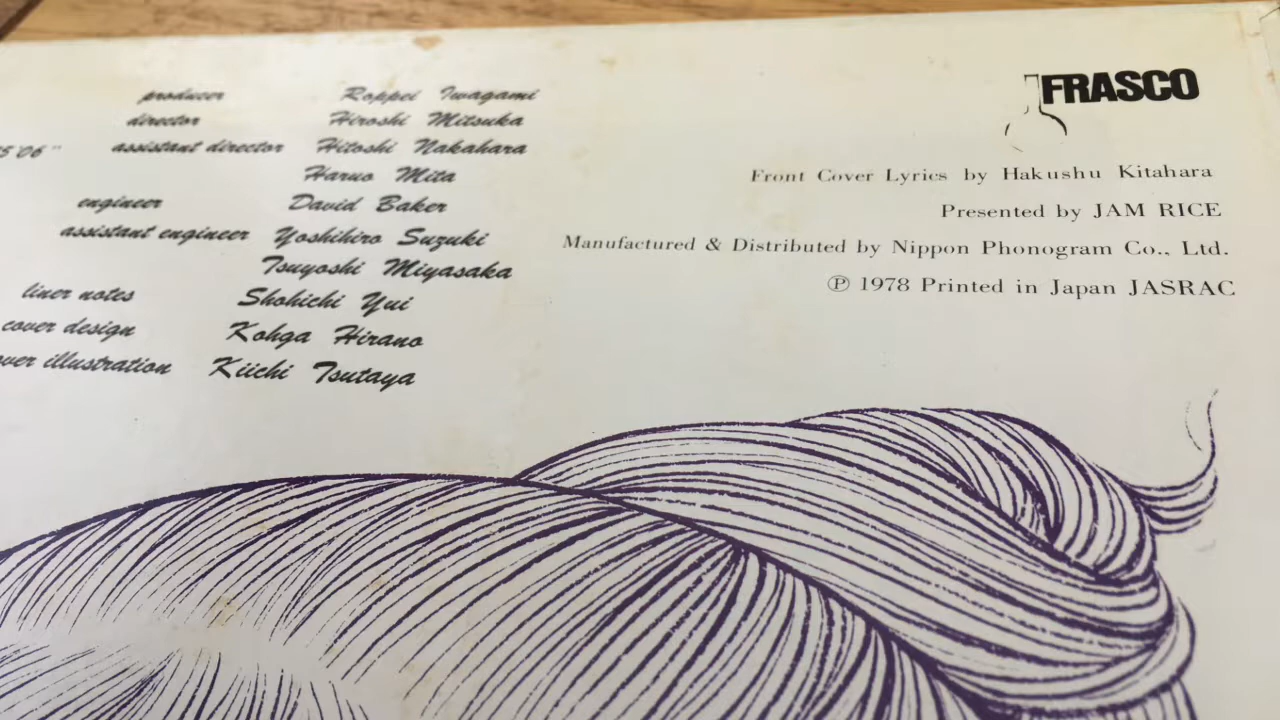 producer Roppei Iwagami
director Hiroshi Mitsuka
5'06" assistant director Hitoshi Nakahara
Haruo Mita
engineer David Baker
assistant engineer Yoshihiro Suzuki
Tsuyoshi Miyasaka
liner notes Shohichi Yui
cover design Kohga Hirano
over illustration Kiichi Tsutaya
FRASCO
Front Cover Lyrics by Hakushu Kitahara
Presented by JAM RICE
Manufactured & Distributed by Nippon Phonogram Co., Ltd.
℗ 1978 Printed in Japan JASRAC